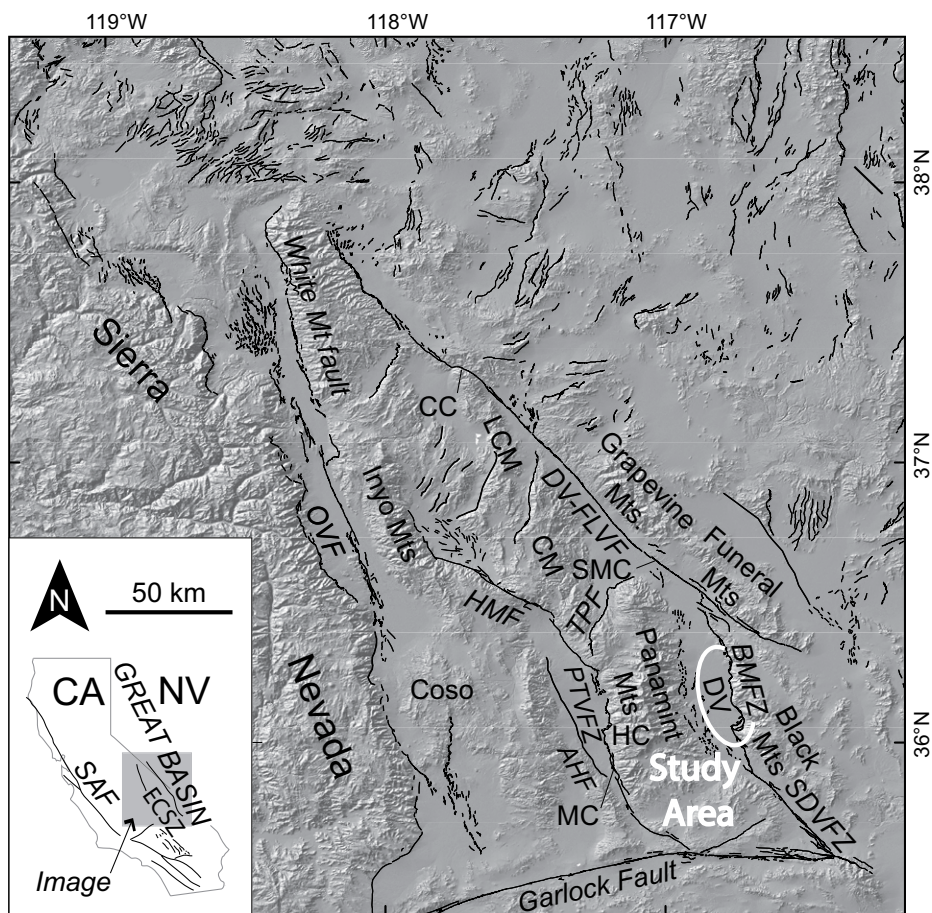 119°W
118°W
117°W
38°N
37°N
36°N
White Mt fault
Sierra
CC
LCM
Grapevine
Mts
DV-FLVF
Inyo Mts
OVF
CM
SMC
Funeral
Mts
HMF
TPF
N
50 km
Nevada
Coso
PTVFZ
Panamint
Mts
HC
BMFZ
DV
Black
Mts
AHF
MC
Study
Area
SDVFZ
Garlock Fault
CA
NV
GREAT BASIN
SAF
ECSZ
Image